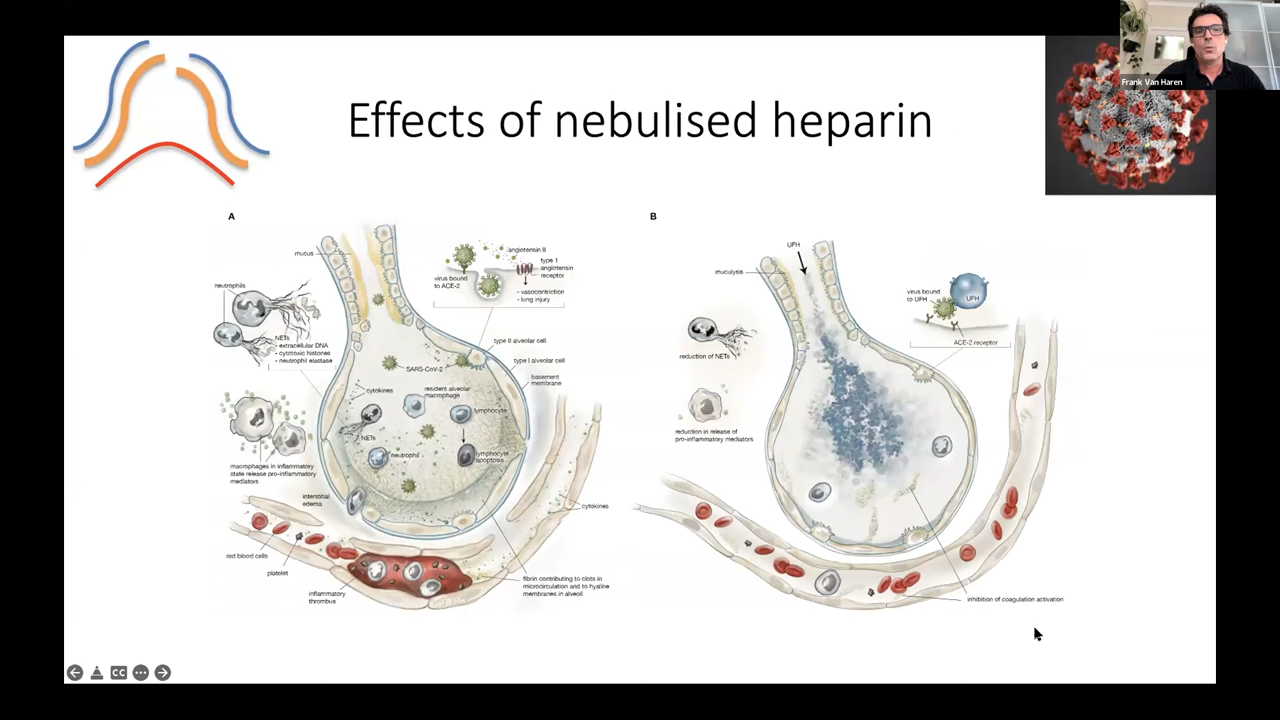 Frank Van Haren
Effects of nebulised heparin
A
mucus
neutrophils
NETs
- extracellular DNA
- cytotoxic histones
- neutrophil elastase
virus bound
to ACE-2
angiotensin II
type 1
angiotensin
receptor
- vasocontriction
- lung injury
type II alveolar cell
type I alveolar cell
basement
membrane
SARS-CoV-2
cytokines
resident alveolar
macrophage
lymphocyte
NETs
neutrophil
lymphocyte
apoptosis
macrophages in inflammatory
state release pro-inflammatory
mediators
interstitial
edema
cytokines
red blood cells
platelet
inflammatory
thrombus
fibrin contributing to clots in
microcirculation and to hyaline
membranes in alveoli
B
UFH
mucolysis
virus bound
to UFH
UFH
ACE-2 receptor
reduction of NETs
reduction in release of
pro-inflammatory mediators
inhibition of coagulation activation
CC